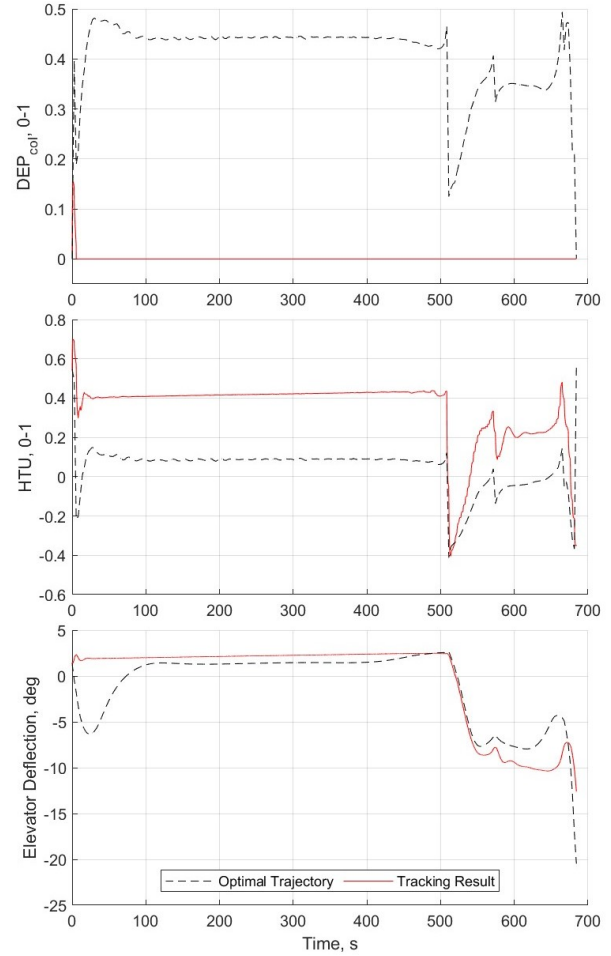 0.5
0.4
0.3
0.2
0.1
0
DEP_col, 0-1
0 100 200 300 400 500 600 700
0.8
0.6
0.4
0.2
0
-0.2
-0.4
-0.6
HTU, 0-1
0 100 200 300 400 500 600 700
5
0
-5
-10
-15
-20
-25
Elevator Deflection, deg
Optimal Trajectory Tracking Result
0 100 200 300 400 500 600 700
Time, s